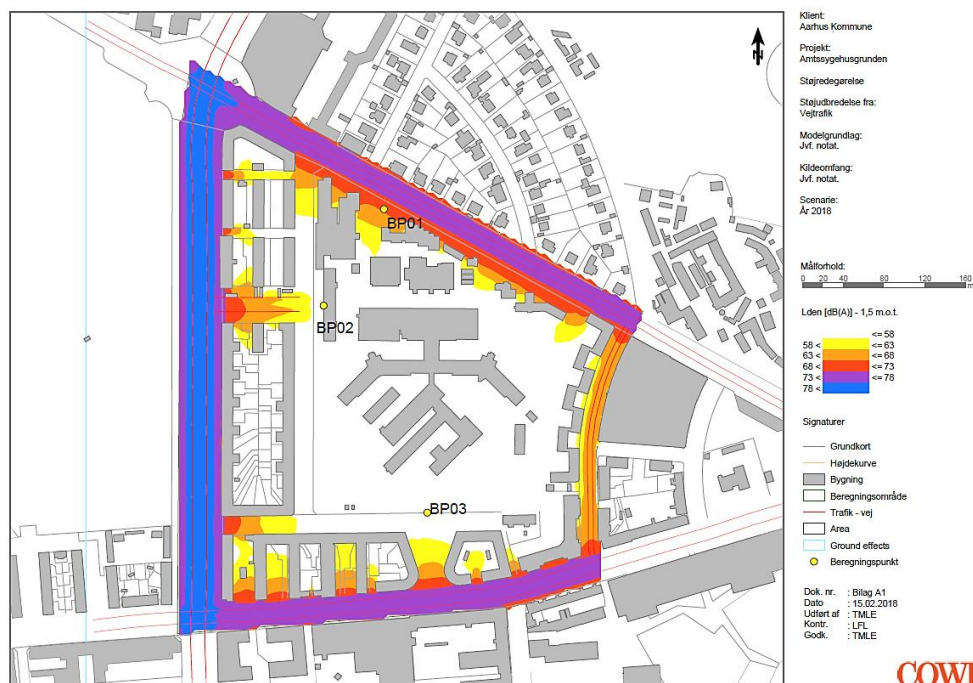 Klient:
Aarhus Kommune
Projekt:
Amtssygehusgrunden
Støjredegørelse
Støjudbredelse fra:
Vejtrafik
Modelgrundlag:
Jvf. notat.
Kildeomfang:
Jvf. notat.
Scenarie:
År 2018
Målforhold:
0 20 40 80 120 160
m
Lden [dB(A)] - 1,5 m.o.t.
<= 58
58 < <= 63
63 < <= 68
68 < <= 73
73 < <= 78
78 <
Signaturer
Grundkort
Højdekurve
Bygning
Beregningsområde
Trafik - vej
Area
Ground effects
Beregningspunkt
Dok. nr. : Bilag A1
Dato : 15.02.2018
Udført af : TMLE
Kontr. : LFL
Godk. : TMLE
COWI
BP01
BP02
BP03